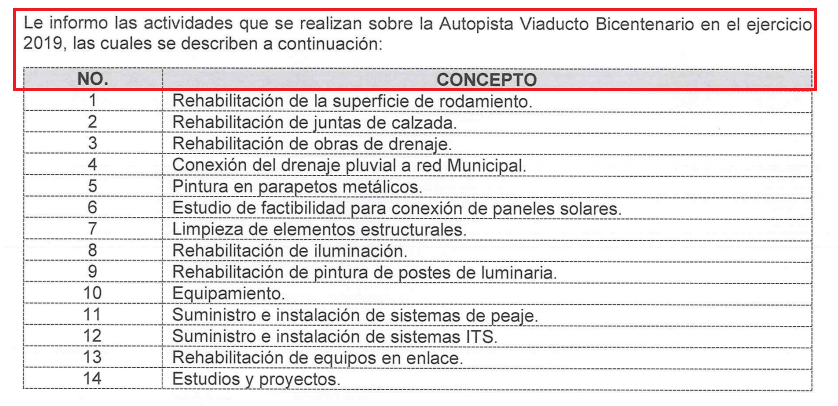 Le informo las actividades que se realizan sobre la Autopista Viaducto Bicentenario en el ejercicio
2019, las cuales se describen a continuación:
NO. CONCEPTO
1 Rehabilitación de la superficie de rodamiento.
2 Rehabilitación de juntas de calzada.
3 Rehabilitación de obras de drenaje.
4 Conexión del drenaje pluvial a red Municipal.
5 Pintura en parapetos metálicos.
6 Estudio de factibilidad para conexión de paneles solares.
7 Limpieza de elementos estructurales.
8 Rehabilitación de iluminación.
9 Rehabilitación de pintura de postes de luminaria.
10 Equipamiento.
11 Suministro e instalación de sistemas de peaje.
12 Suministro e instalación de sistemas ITS.
13 Rehabilitación de equipos en enlace.
14 Estudios y proyectos.